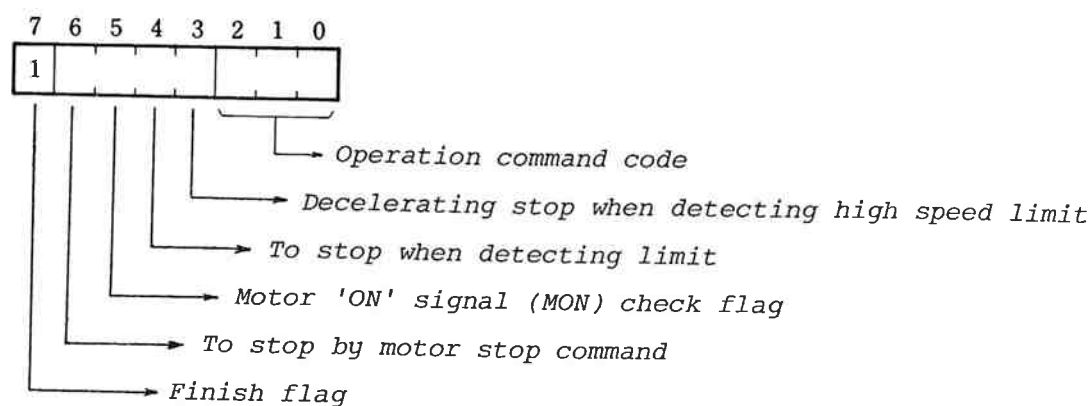 7 6 5 4 3 2 1 0
1
Operation command code
Decelerating stop when detecting high speed limit
To stop when detecting limit
Motor 'ON' signal (MON) check flag
To stop by motor stop command
Finish flag